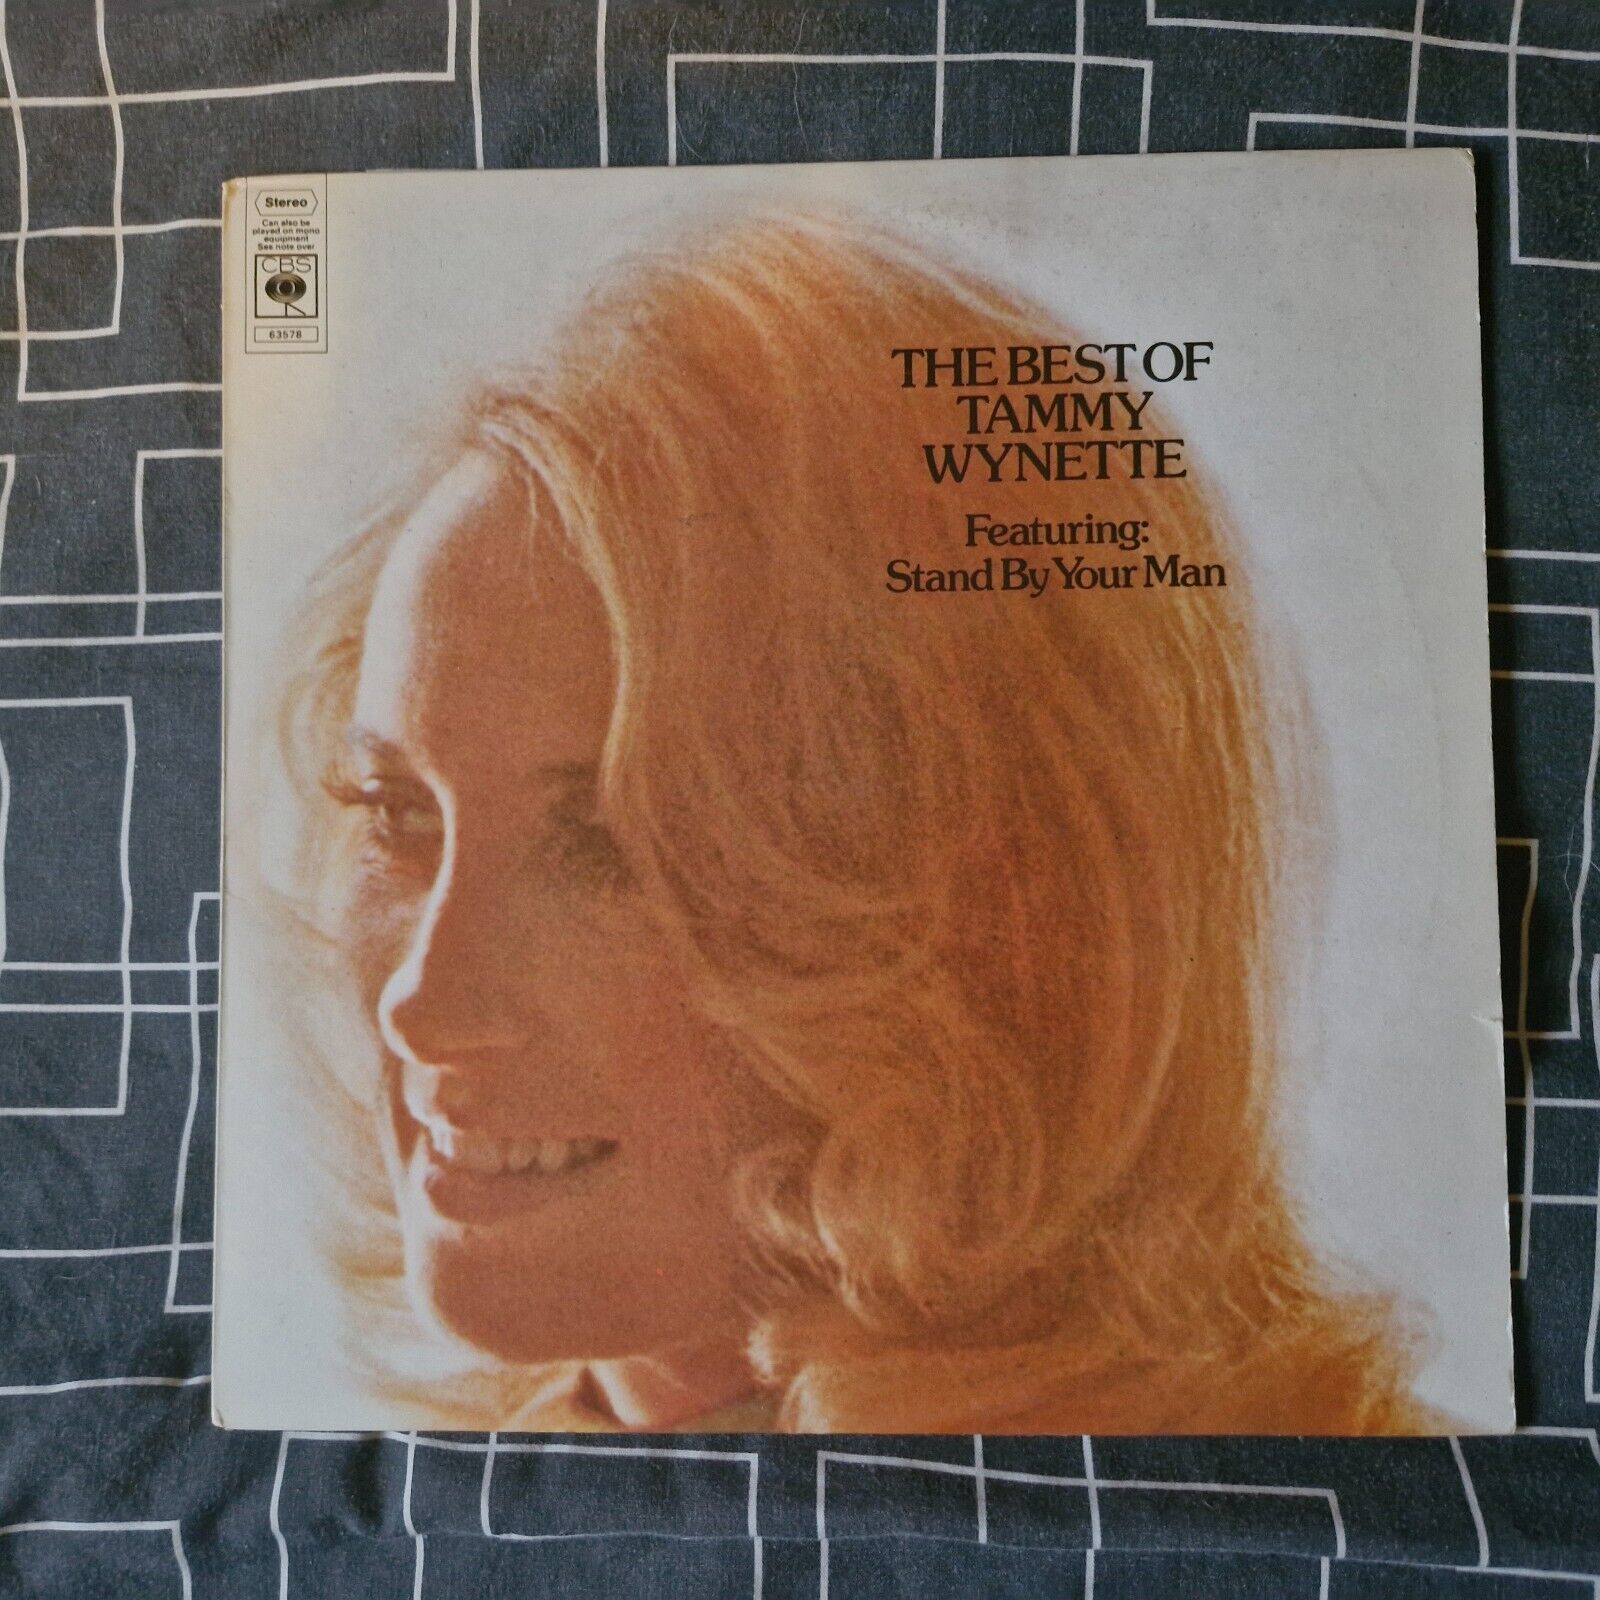 Stereo
Can also be
played on mono
equipment
See note over
CBS
63578
THE BEST OF
TAMMY
WYNETTE
Featuring:
Stand By Your Man